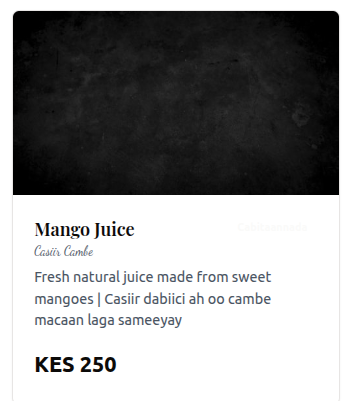 Mango Juice
Casiir Cambe
Fresh natural juice made from sweet
mangoes | Casiir dabiici ah oo cambe
macaan laga sameeyay
KES 250